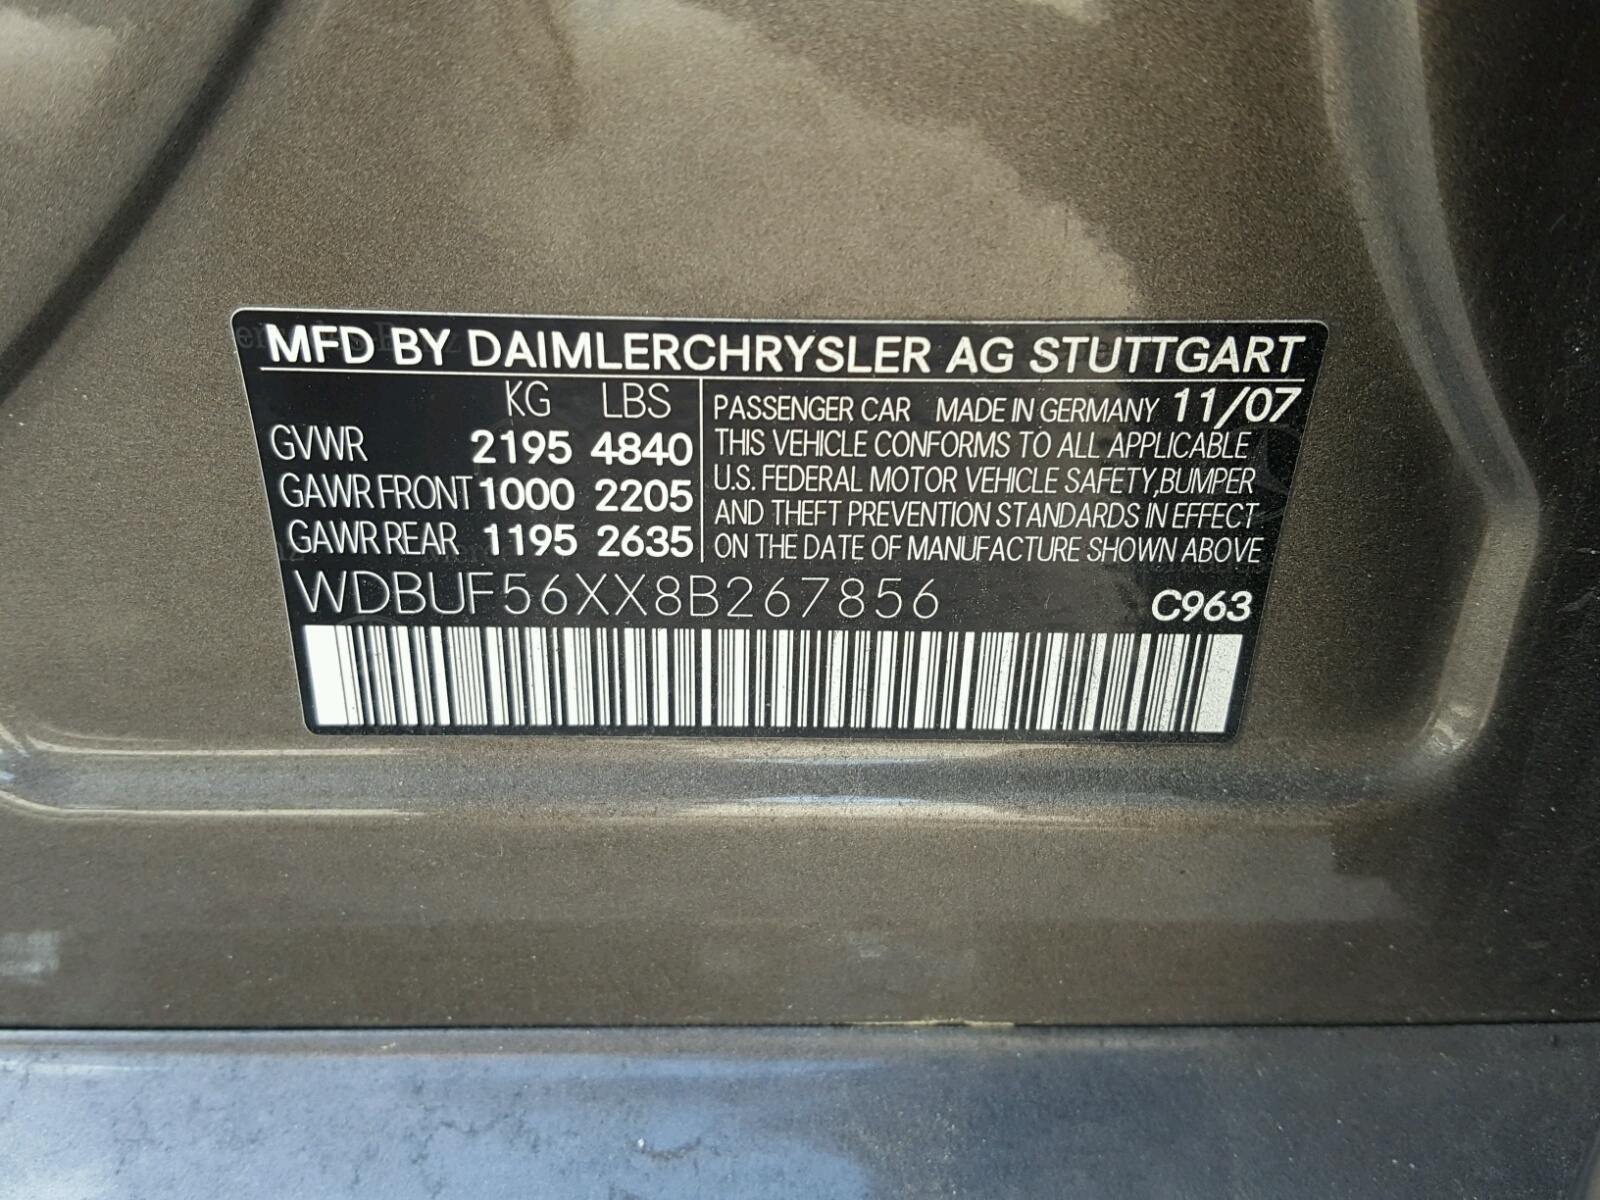 MFD BY DAIMLERCHRYSLER AG STUTTGART
KG LBS
GVWR 2195 4840
GAWR FRONT 1000 2205
GAWR REAR 1195 2635
PASSENGER CAR MADE IN GERMANY 11/07
THIS VEHICLE CONFORMS TO ALL APPLICABLE
U.S. FEDERAL MOTOR VEHICLE SAFETY, BUMPER
AND THEFT PREVENTION STANDARDS IN EFFECT
ON THE DATE OF MANUFACTURE SHOWN ABOVE
WDBUF56XX8B267856 C963